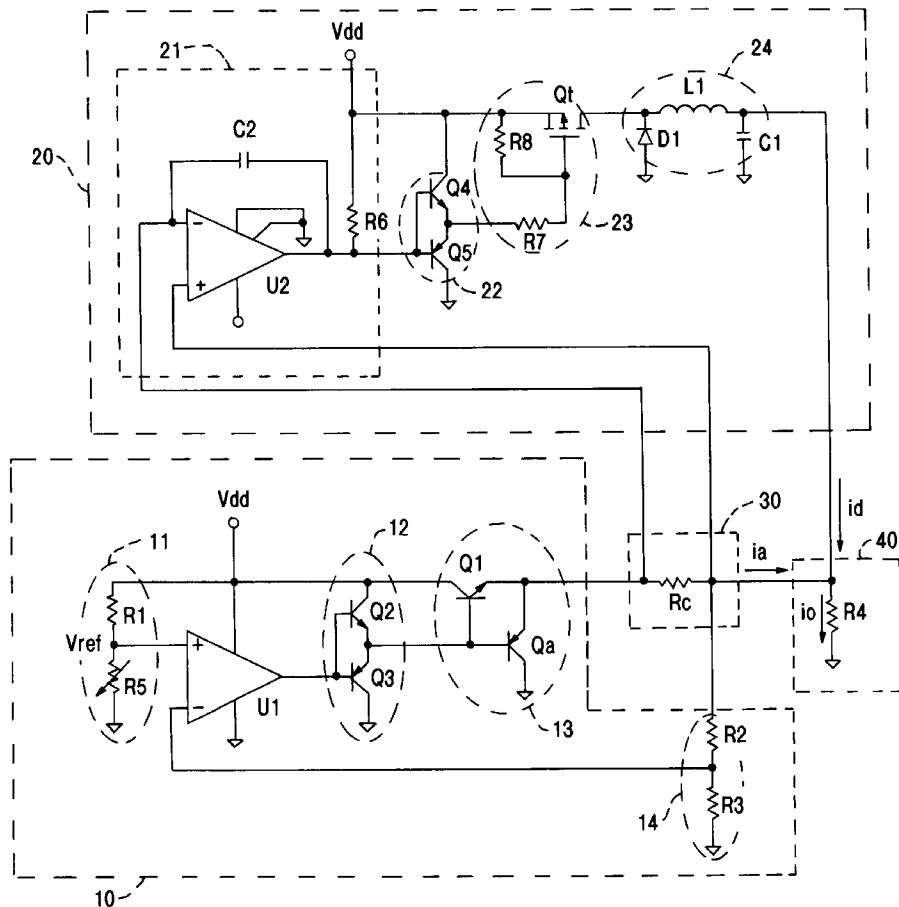 Vdd
21
24
L1
Qt
C2
R8
D1
C1
20
Q4
R6
-
R7
Q5
23
+
U2
22
Vdd
30
id
11
12
Q1
ia
40
R1
Q2
Rc
io
R4
Vref
+
Qa
R5
Q3
U1
-
13
R2
14
R3
10